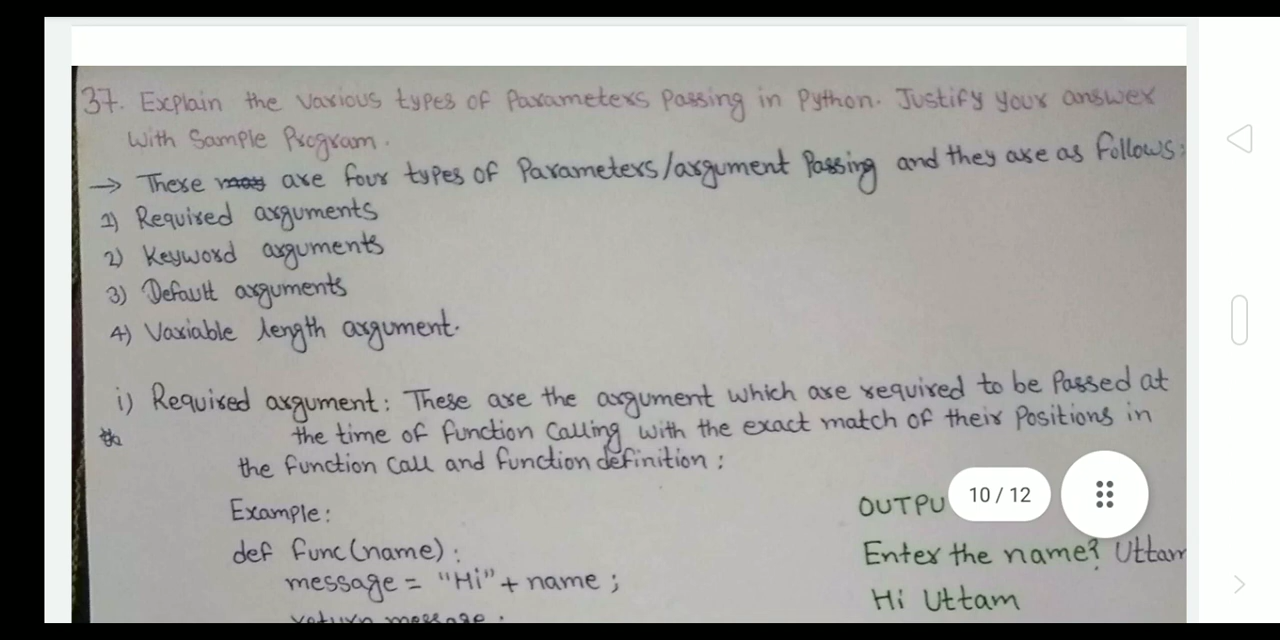 37. Explain the various types of Parameters Passing in Python. Justify your answer
with Sample Program.
→ There are four types of Parameters/argument Passing and they are as follows:
1) Required arguments
2) Keyword arguments
3) Default arguments
4) Variable length argument.
i) Required argument: These are the argument which are required to be Passed at
the time of function Calling with the exact match of their Positions in
the function Call and function definition:
Example:
OUTPU
10 / 12
def func(name):
Enter the name? Uttam
message = "Hi" + name;
Hi Uttam
return message;